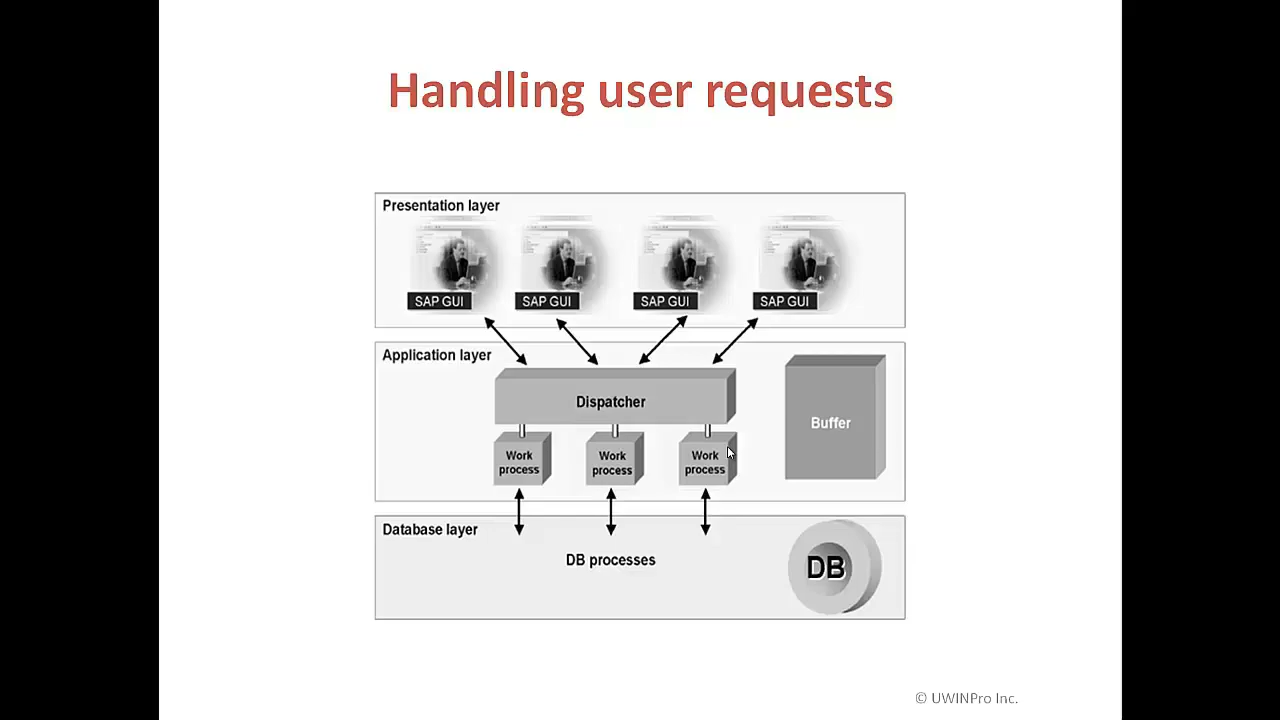 Handling user requests
Presentation layer
SAP GUI
SAP GUI
SAP GUI
SAP GUI
Application layer
Dispatcher
Buffer
Work
process
Work
process
Work
process
Database layer
DB processes
DB
© UWINPro Inc.